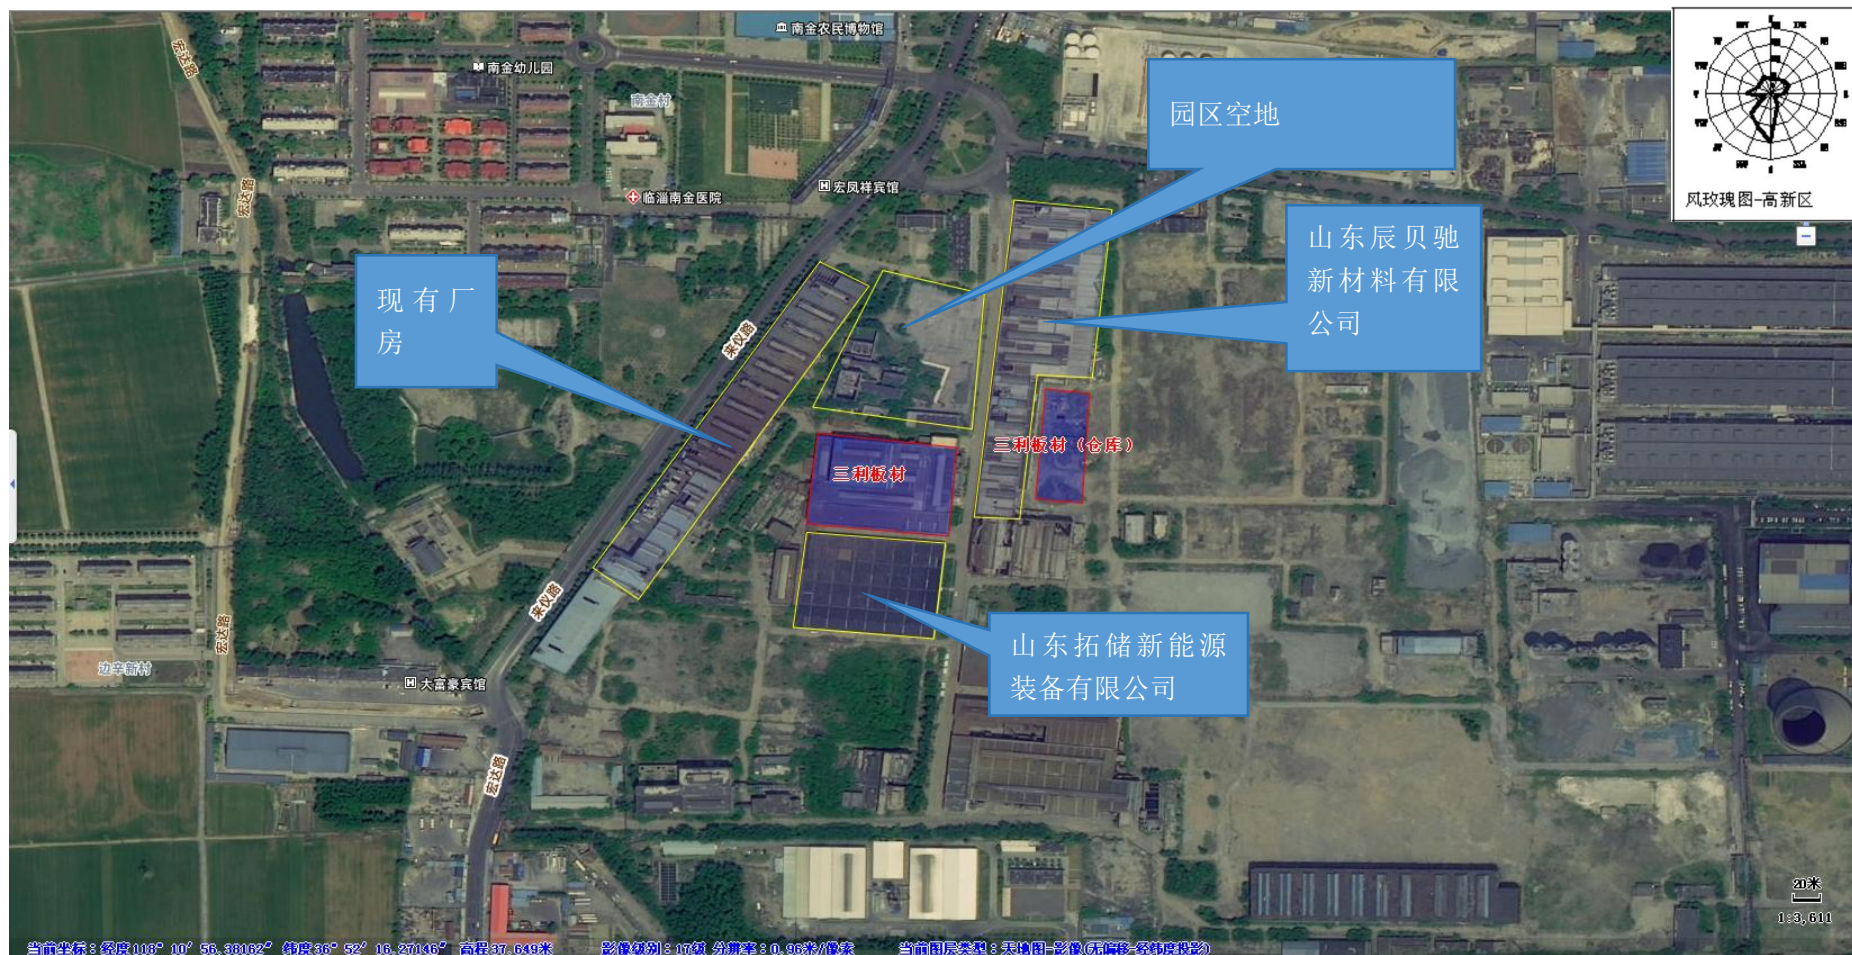 南金农民博物馆
宏达路
南金幼儿园
南金村
园区空地
宏达路
临淄南金医院
宏凤祥宾馆
风玫瑰图-高新区
山东辰贝驰
新材料有限
公司
现有厂
房
来仪路
三利板材（仓库）
三利板材
来仪路
宏达路
山东拓储新能源
装备有限公司
边辛新村
大富豪宾馆
宏达路
20米
1:3,611
当前坐标：经度118° 10′ 56.38162″ 纬度36° 52′ 16.27146″ 高程37.649米 影像级别：17级 分辨率：0.96米/像素 当前图层类型：天地图-影像(无偏移-经纬度投影)